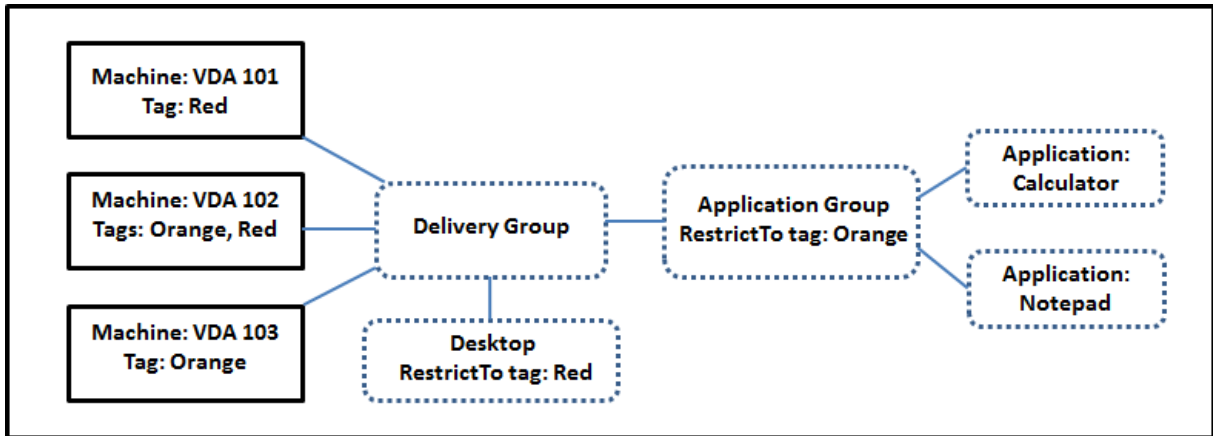 Machine: VDA 101
Tag: Red
Machine: VDA 102
Tags: Orange, Red
Machine: VDA 103
Tag: Orange
Delivery Group
Desktop
RestrictTo tag: Red
Application Group
RestrictTo tag: Orange
Application:
Calculator
Application:
Notepad